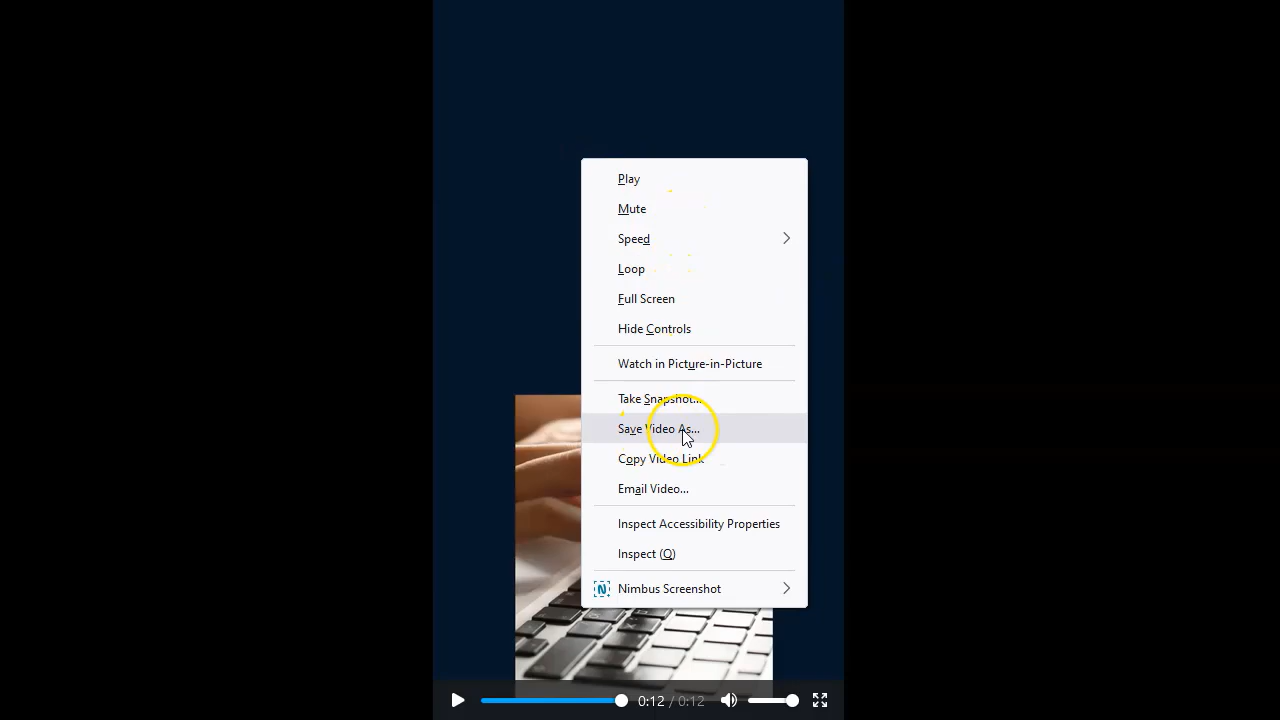 Play
Mute
Speed
Loop
Full Screen
Hide Controls
Watch in Picture-in-Picture
Take Snapshot...
Save Video As...
Copy Video Link
Email Video...
Inspect Accessibility Properties
Inspect (Q)
Nimbus Screenshot
0:12 / 0:12